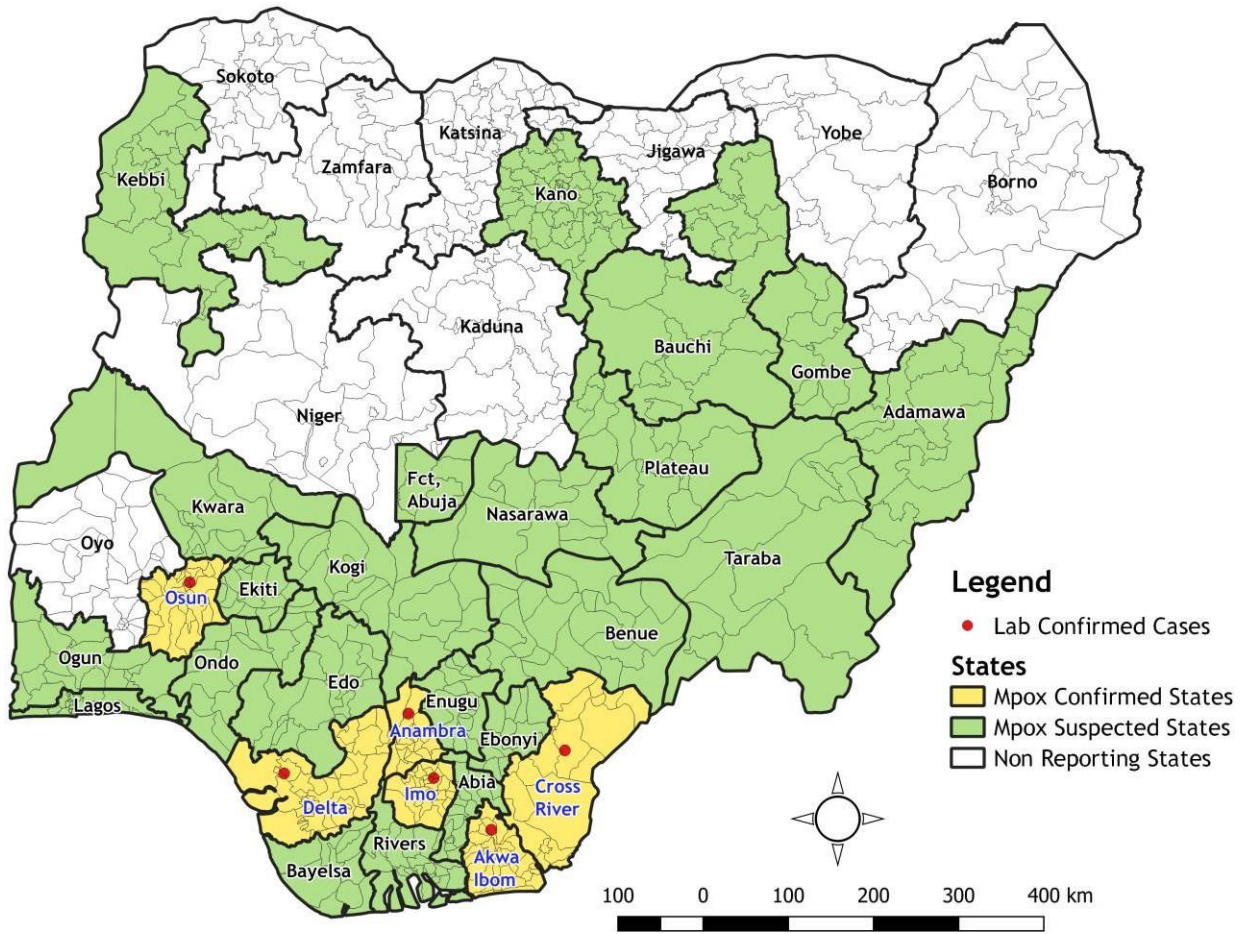 Sokoto
Katsina
Yobe
Kebbi
Zamfara
Jigawa
Borno
Kano
Kaduna
Bauchi
Gombe
Niger
Adamawa
Plateau
Fct,
Abuja
Kwara
Nasarawa
Oyo
Kogi
Taraba
Osun
Ekiti
Benue
Ogun
Ondo
Edo
Lagos
Enugu
Anambra
Ebonyi
Abia
Cross
River
Delta
Imo
Rivers
Akwa
Ibom
Bayelsa
Legend
Lab Confirmed Cases
States
Mpox Confirmed States
Mpox Suspected States
Non Reporting States
100 0 100 200 300 400 km